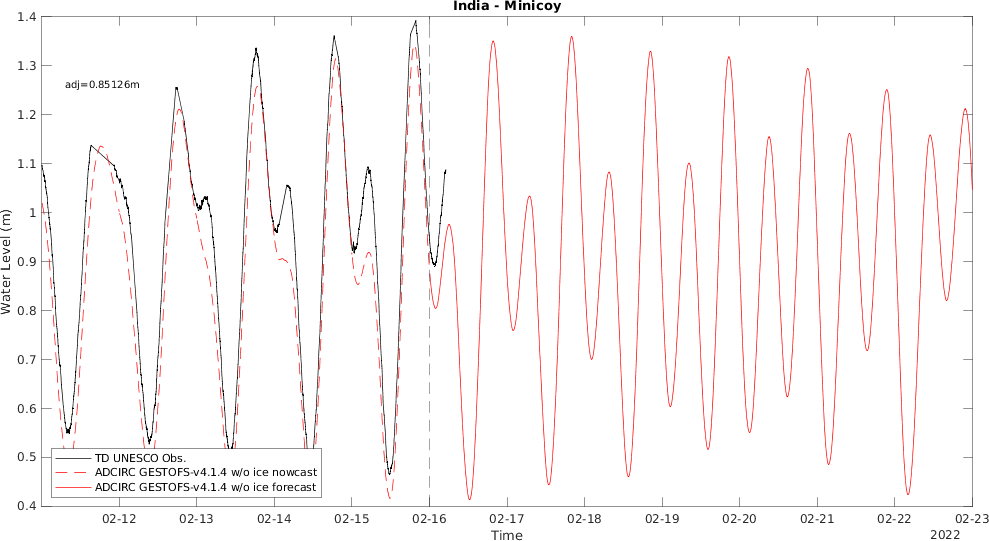 India - Minicoy
1.4
1.3
1.2
1.1
1
0.9
0.8
0.7
0.6
0.5
0.4
Water Level (m)
adj=0.85126m
TD UNESCO Obs.
ADCIRC GESTOFS-v4.1.4 w/o ice nowcast
ADCIRC GESTOFS-v4.1.4 w/o ice forecast
02-12 02-13 02-14 02-15 02-16 02-17 02-18 02-19 02-20 02-21 02-22 02-23
Time
2022